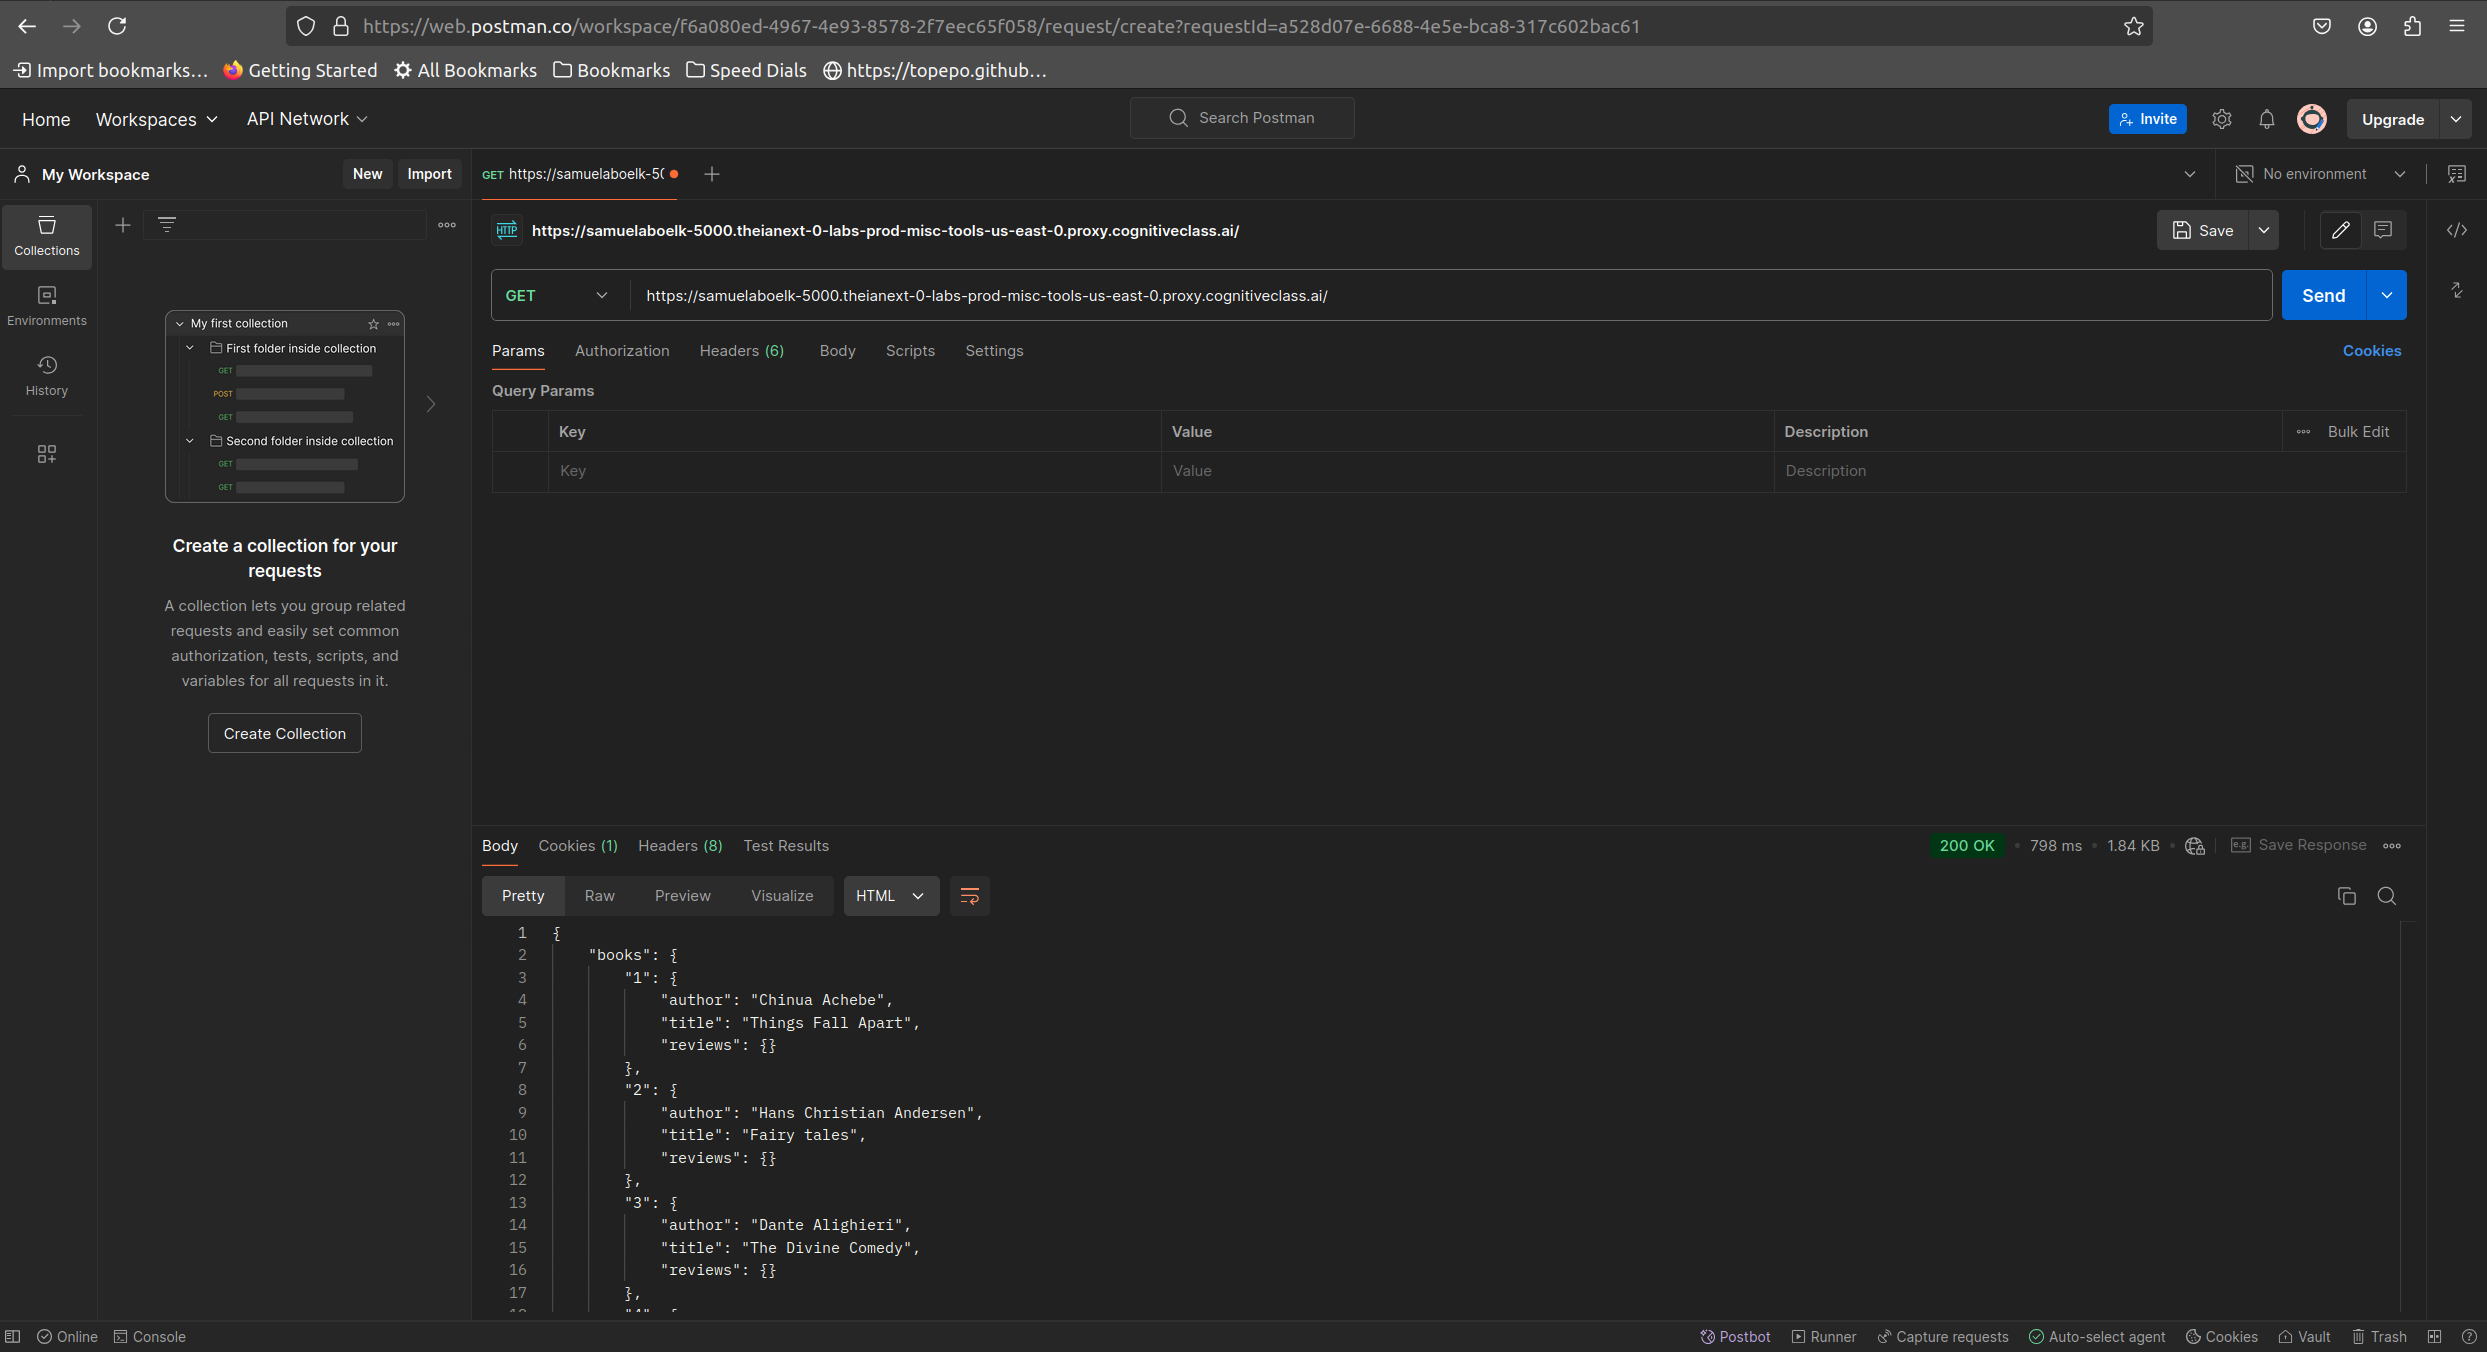 https://web.postman.co/workspace/f6a080ed-4967-4e93-8578-2f7eec65f058/request/create?requestId=a528d07e-6688-4e5e-bca8-317c602bac61
Import bookmarks... Getting Started All Bookmarks Bookmarks Speed Dials https://topepo.github...
Home Workspaces API Network Search Postman Invite Upgrade
My Workspace New Import GET https://samuelaboelk-50 No environment
Collections
Environments
History
My first collection
First folder inside collection
GET
POST
GET
Second folder inside collection
GET
GET
Create a collection for your
requests
A collection lets you group related
requests and easily set common
authorization, tests, scripts, and
variables for all requests in it.
Create Collection
HTTP https://samuelaboelk-5000.theianext-0-labs-prod-misc-tools-us-east-0.proxy.cognitiveclass.ai/ Save
GET https://samuelaboelk-5000.theianext-0-labs-prod-misc-tools-us-east-0.proxy.cognitiveclass.ai/ Send
Params Authorization Headers (6) Body Scripts Settings Cookies
Query Params
Key Value Description Bulk Edit
Key Value Description
Body Cookies (1) Headers (8) Test Results 200 OK • 798 ms • 1.84 KB • e.g. Save Response
Pretty Raw Preview Visualize HTML
1 {
2 "books": {
3 "1": {
4 "author": "Chinua Achebe",
5 "title": "Things Fall Apart",
6 "reviews": {}
7 },
8 "2": {
9 "author": "Hans Christian Andersen",
10 "title": "Fairy tales",
11 "reviews": {}
12 },
13 "3": {
14 "author": "Dante Alighieri",
15 "title": "The Divine Comedy",
16 "reviews": {}
17 },
Online Console Postbot Runner Capture requests Auto-select agent Cookies Vault Trash